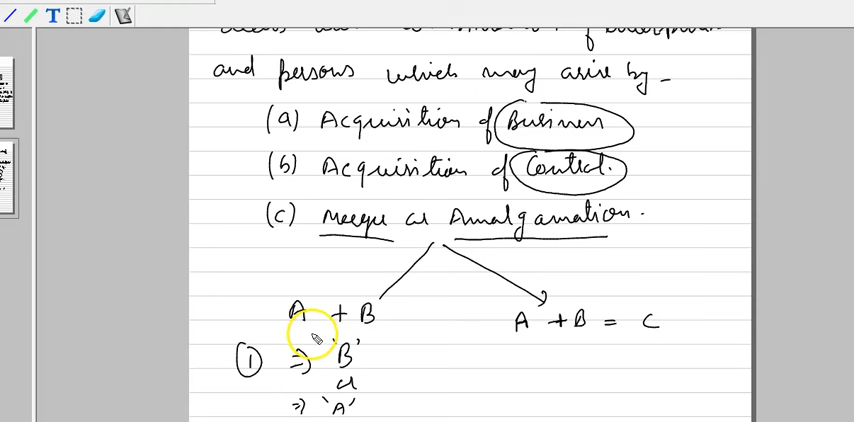 and persons which may arise by -
(a) Acquisition of Business
(b) Acquisition of Control.
(c) Merger or Amalgamation.
A + B
A + B = C
① ⇒ 'B'
or
⇒ 'A'